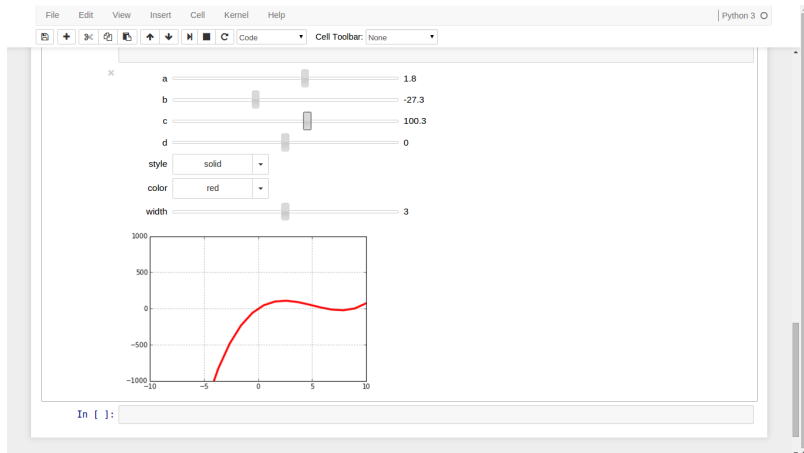 File Edit View Insert Cell Kernel Help Python 3
Code Cell Toolbar: None
a 1.8
b -27.3
c 100.3
d 0
style solid
color red
width 3
1000
500
0
−500
−1000
−10 −5 0 5 10
In [ ]: